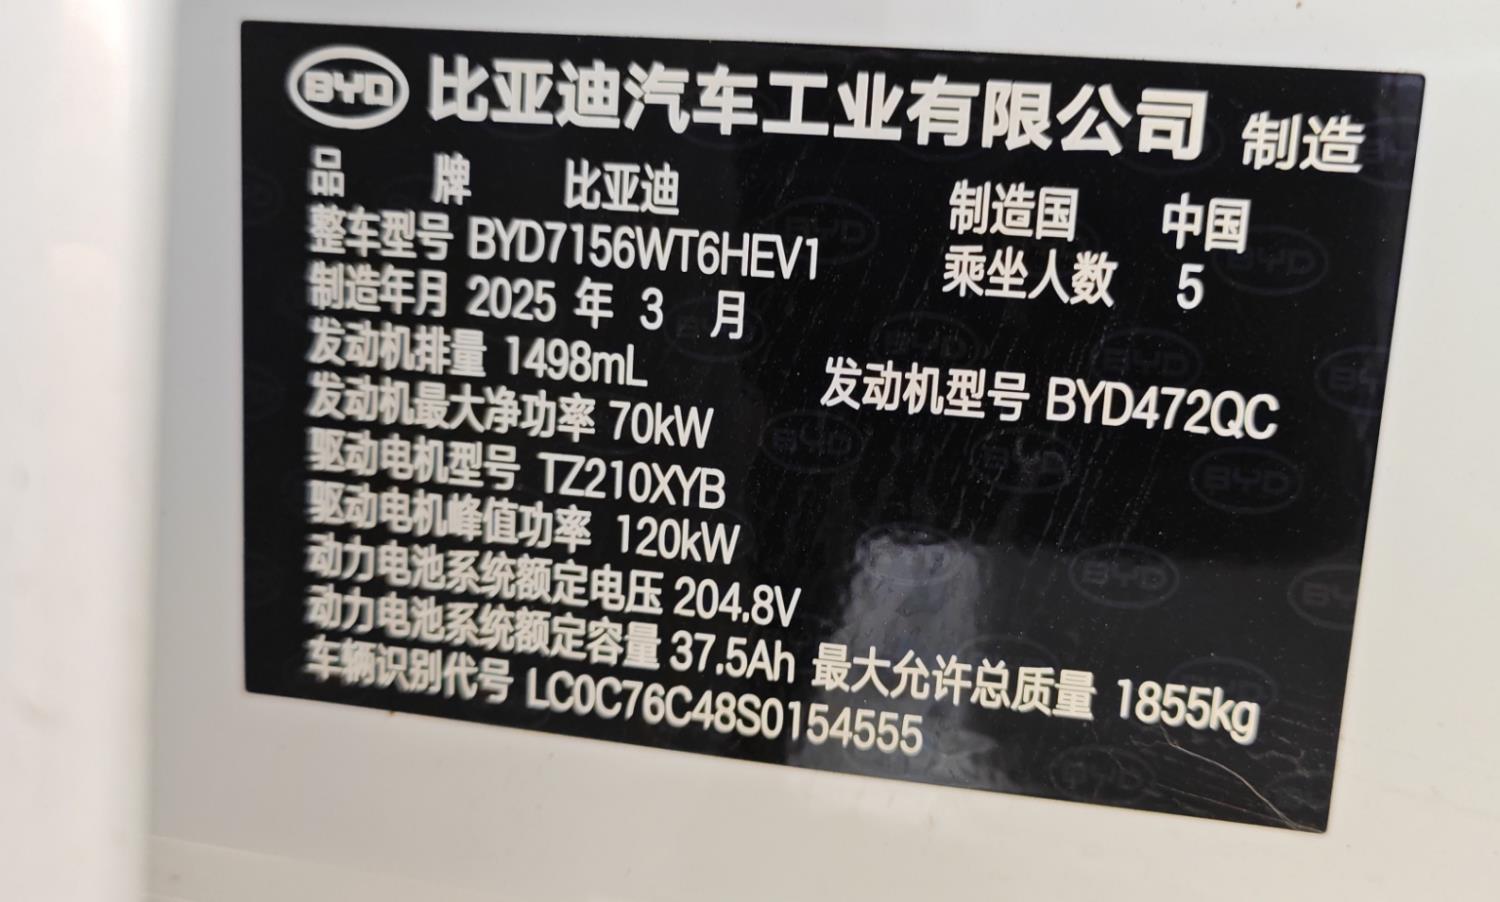 BYD 比亚迪汽车工业有限公司 制造
品 牌 比亚迪 制造国 中国
整车型号 BYD7156WT6HEV1 乘坐人数 5
制造年月 2025 年 3 月
发动机排量 1498mL 发动机型号 BYD472QC
发动机最大净功率 70kW
驱动电机型号 TZ210XYB
驱动电机峰值功率 120kW
动力电池系统额定电压 204.8V
动力电池系统额定容量 37.5Ah 最大允许总质量 1855kg
车辆识别代号 LC0C76C48S0154555